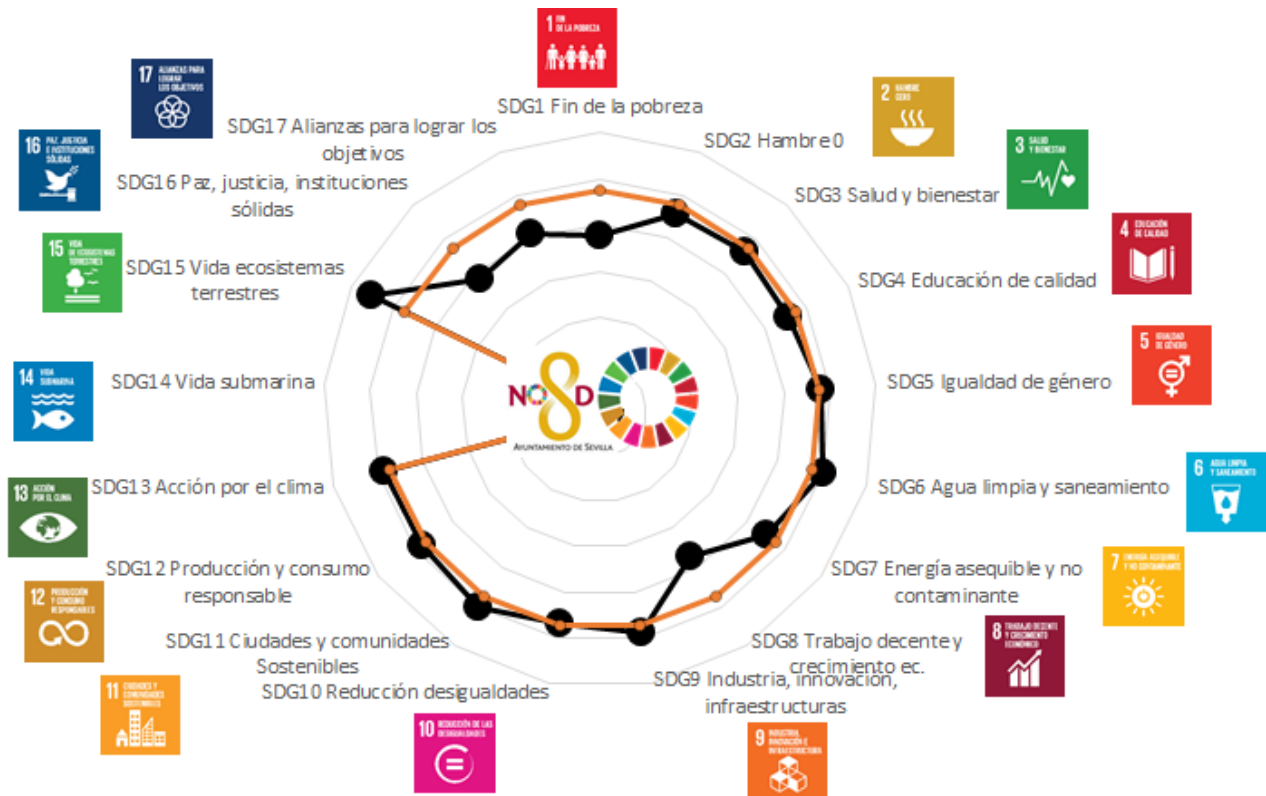 1 FIN
DE LA POBREZA
SDG1 Fin de la pobreza
2 HAMBRE
CERO
SDG2 Hambre 0
3 SALUD
Y BIENESTAR
SDG3 Salud y bienestar
4 EDUCACIÓN
DE CALIDAD
SDG4 Educación de calidad
5 IGUALDAD
DE GÉNERO
SDG5 Igualdad de género
6 AGUA LIMPIA
Y SANEAMIENTO
SDG6 Agua limpia y saneamiento
7 ENERGÍA ASEQUIBLE
Y NO CONTAMINANTE
SDG7 Energía asequible y no
contaminante
8 TRABAJO DECENTE
Y CRECIMIENTO
ECONÓMICO
SDG8 Trabajo decente y
crecimiento ec.
SDG9 Industria, innovación,
infraestructuras
9 INDUSTRIA,
INNOVACIÓN E
INFRAESTRUCTURA
SDG10 Reducción desigualdades
10 REDUCCIÓN DE LAS
DESIGUALDADES
SDG11 Ciudades y comunidades
Sostenibles
11 CIUDADES Y
COMUNIDADES
SOSTENIBLES
SDG12 Producción y consumo
responsable
12 PRODUCCIÓN
Y CONSUMO
RESPONSABLES
SDG13 Acción por el clima
13 ACCIÓN
POR EL CLIMA
SDG14 Vida submarina
14 VIDA
SUBMARINA
SDG15 Vida ecosistemas
terrestres
15 VIDA
DE ECOSISTEMAS
TERRESTRES
SDG16 Paz, justicia, instituciones
sólidas
16 PAZ, JUSTICIA
E INSTITUCIONES
SÓLIDAS
SDG17 Alianzas para lograr los
objetivos
17 ALIANZAS PARA
LOGRAR
LOS OBJETIVOS
NO8DO
AYUNTAMIENTO DE SEVILLA